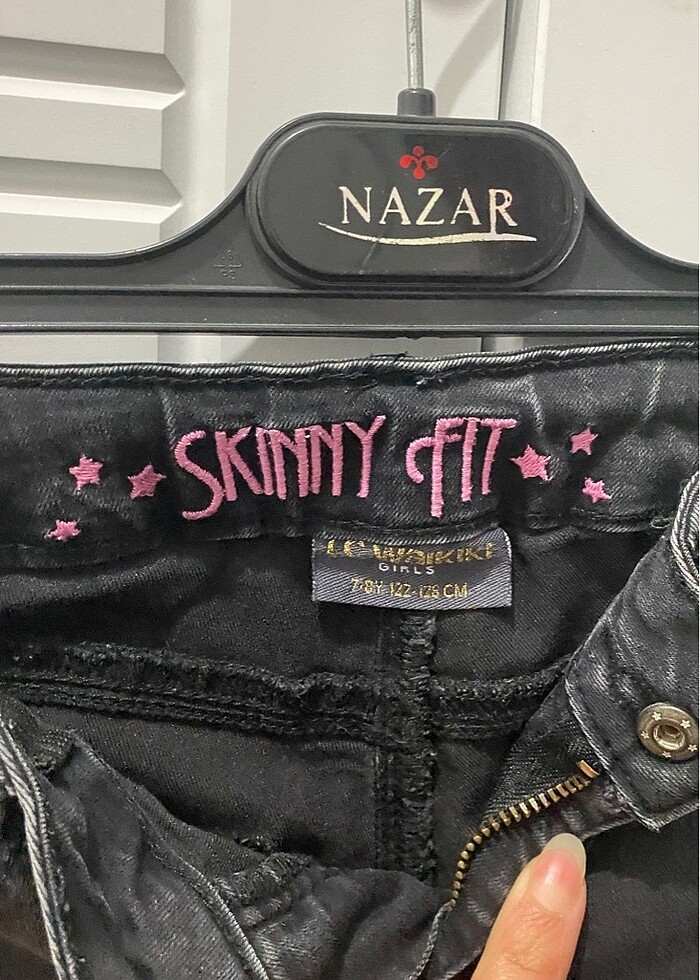 NAZAR
SKINNY FIT
LC WAIKIKI
GIRLS
7-8Y 122-128 CM